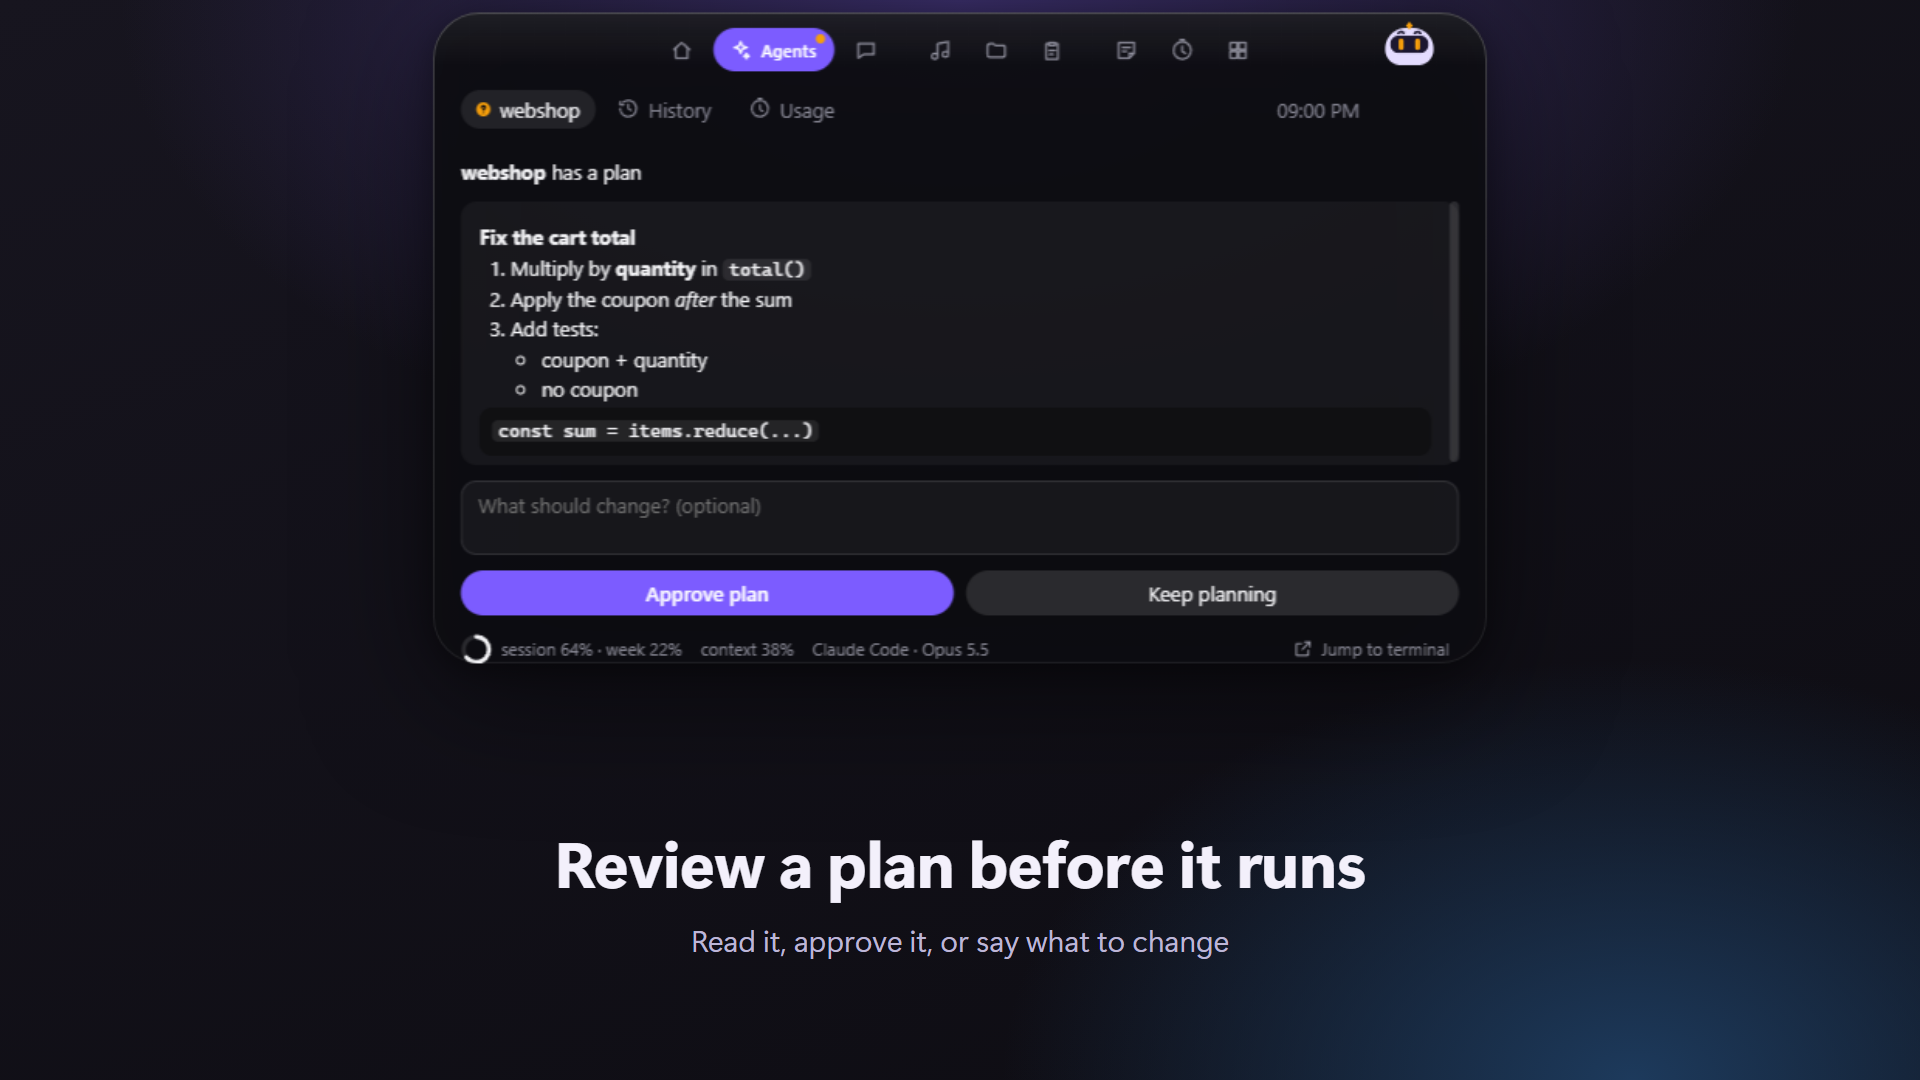 Agents
webshop History Usage 09:00 PM
webshop has a plan
Fix the cart total
1. Multiply by quantity in total()
2. Apply the coupon after the sum
3. Add tests:
coupon + quantity
no coupon
const sum = items.reduce(...)
What should change? (optional)
Approve plan Keep planning
session 64% · week 22% context 38% Claude Code · Opus 5.5 Jump to terminal
Review a plan before it runs
Read it, approve it, or say what to change